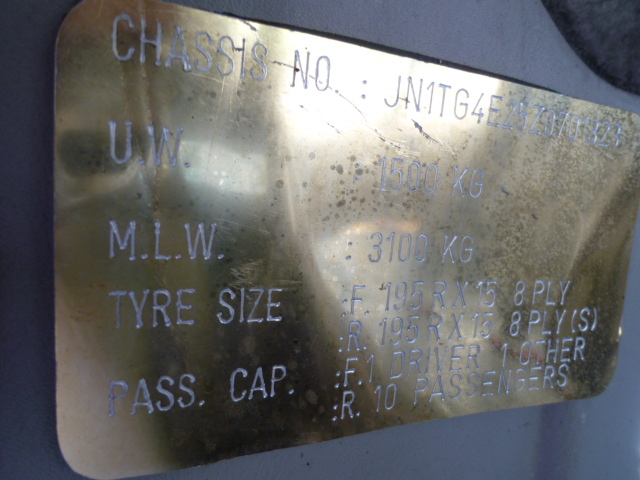 CHASSIS NO. :
U.W. : 1500 KG
M.L.W. : 3100 KG
TYRE SIZE :F. 195 R X 15 8 PLY
:R. 195 R X 15 8 PLY (S)
PASS. CAP. :F. 1 DRIVER 1 OTHER
:R. 10 PASSENGERS